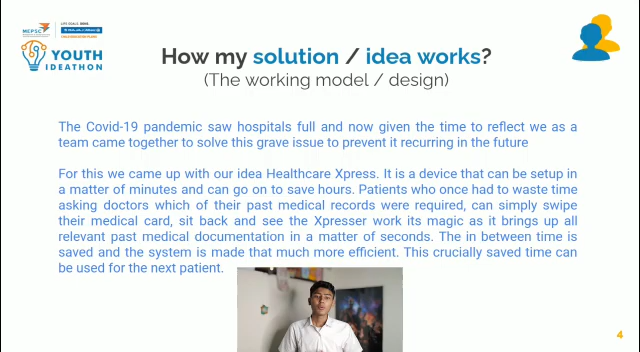 MEPSC
LIFE GOALS. DONE.
BAJAJ Allianz
YOUTH
IDEATHON
How my solution / idea works?
(The working model / design)
The Covid-19 pandemic saw hospitals full and now given the time to reflect we as a
team came together to solve this grave issue to prevent it recurring in the future
For this we came up with our idea Healthcare Xpress. It is a device that can be setup in
a matter of minutes and can go on to save hours. Patients who once had to waste time
asking doctors which of their past medical records were required, can simply swipe
their medical card, sit back and see the Xpresser work its magic as it brings up all
relevant past medical documentation in a matter of seconds. The in between time is
saved and the system is made that much more efficient. This crucially saved time can
be used for the next patient.
4